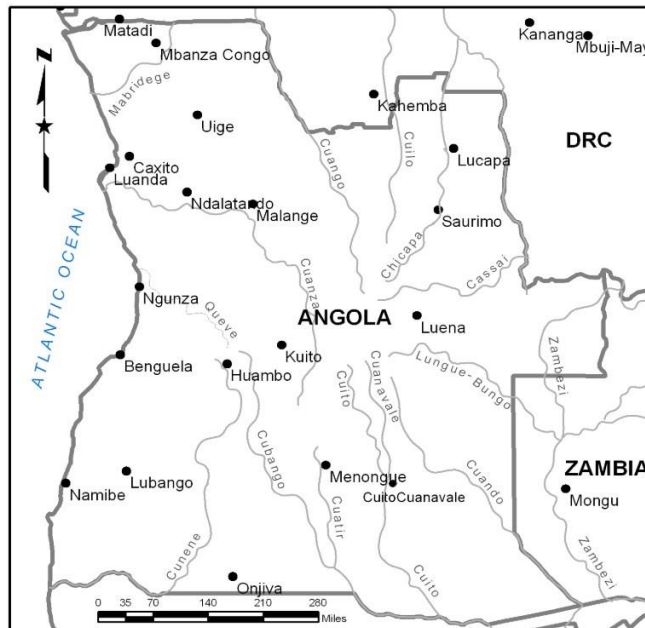 Matadi
Kananga
Mbuji-May
Mbanza Congo
N
Mabridege
Kahemba
Uige
DRC
Cuango
Cuilo
Lucapa
Caxito
Luanda
Ndalatando
Malange
Saurimo
Chicapa
Cassai
ATLANTIC OCEAN
Cuanza
Ngunza
Queve
ANGOLA
Luena
Zambezi
Kuito
Benguela
Huambo
Lungue-Bungo
Cuito
Cuanavale
Cubango
Menongue
ZAMBIA
Lubango
CuitoCuanavale
Cuando
Mongu
Namibe
Cuatir
Cunene
Zambezi
Onjiva
Cuito
0 35 70 140 210 280
Miles